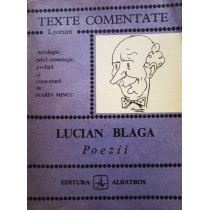 TEXTE COMENTATE
Lyceum
antologie,
tabel cronologic,
prefață
și
comentarii
de
MARIN MINCU
LUCIAN BLAGA
Poezii
EDITURA
ALBATROS